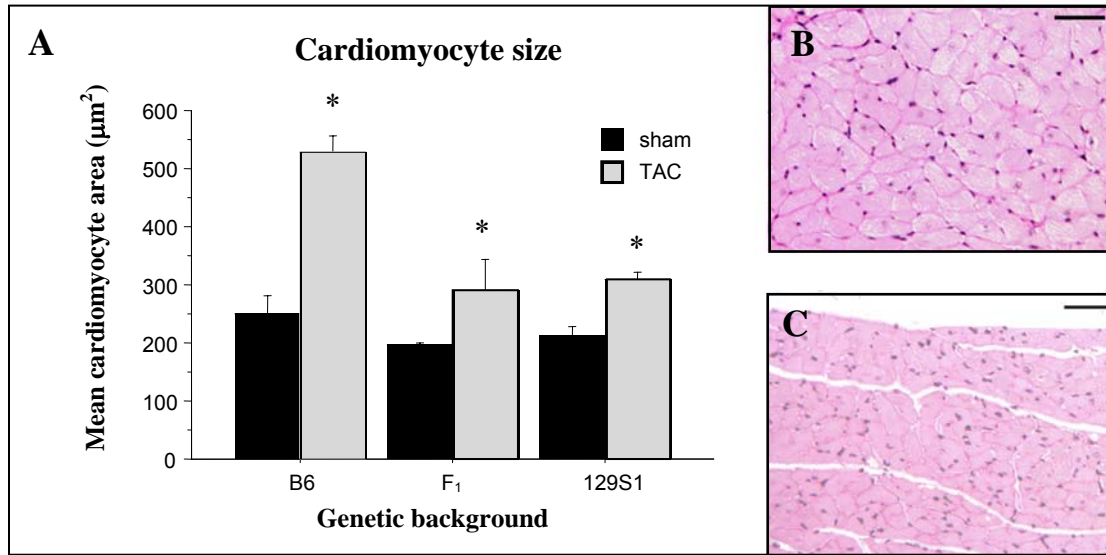 A
Cardiomyocyte size
Mean cardiomyocyte area (μm²)
600
500
400
300
200
100
0
*
*
*
sham
TAC
B6
F₁
129S1
Genetic background
B
C